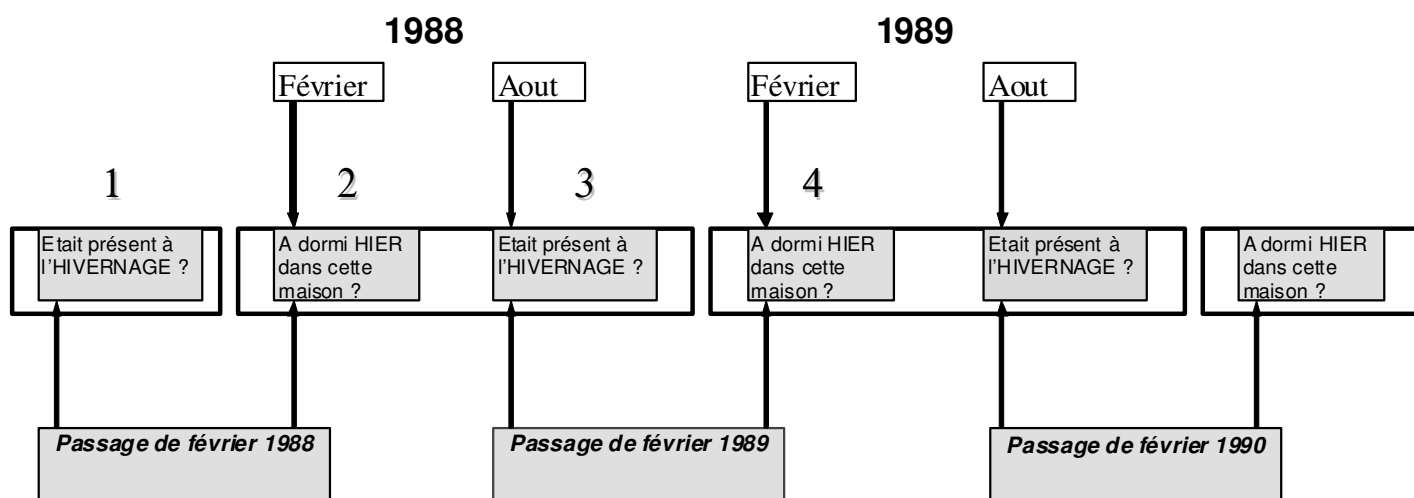 1988
1989
Février
Aout
Février
Aout
1
2
3
4
Etait présent à
l'HIVERNAGE ?
A dormi HIER
dans cette
maison ?
Etait présent à
l'HIVERNAGE ?
A dormi HIER
dans cette
maison ?
Etait présent à
l'HIVERNAGE ?
A dormi HIER
dans cette
maison ?
Passage de février 1988
Passage de février 1989
Passage de février 1990